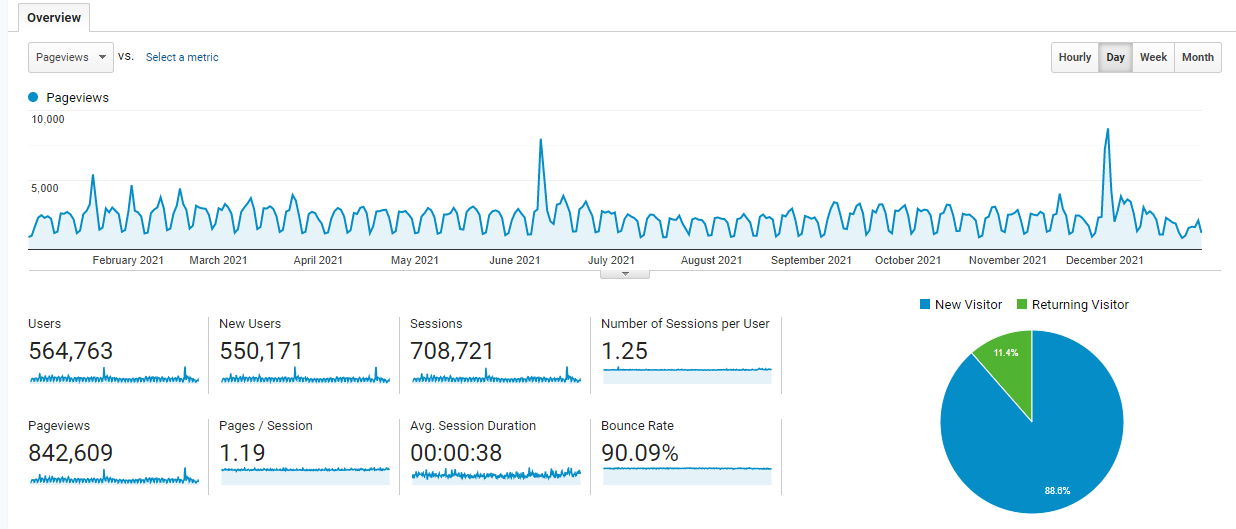 Overview
Pageviews vs. Select a metric Hourly Day Week Month
Pageviews
10,000
5,000
February 2021 March 2021 April 2021 May 2021 June 2021 July 2021 August 2021 September 2021 October 2021 November 2021 December 2021
New Visitor Returning Visitor
Users New Users Sessions Number of Sessions per User
564,763 550,171 708,721 1.25
11.4%
Pageviews Pages / Session Avg. Session Duration Bounce Rate
842,609 1.19 00:00:38 90.09%
88.6%